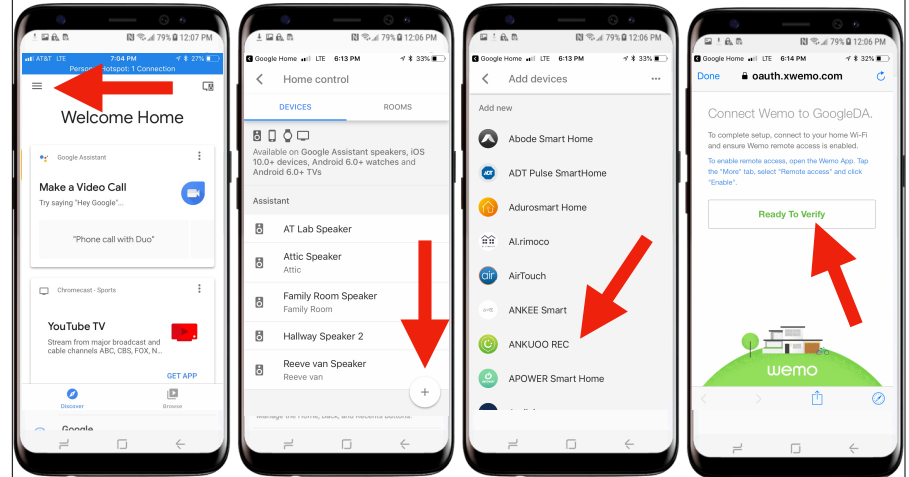 79% 12:07 PM
AT&T LTE 7:04 PM 27%
Personal Hotspot: 1 Connection
Welcome Home
Google Assistant
Make a Video Call
Try saying "Hey Google"...
"Phone call with Duo"
Chromecast - Sports
YouTube TV
Stream from major broadcast and
cable channels ABC, CBS, FOX, N...
GET APP
Discover
Browse
Google
79% 12:06 PM
Google Home LTE 6:13 PM 33%
Home control
DEVICES
ROOMS
Available on Google Assistant speakers, iOS
10.0+ devices, Android 6.0+ watches and
Android 6.0+ TVs
Assistant
AT Lab Speaker
Attic Speaker
Attic
Family Room Speaker
Family Room
Hallway Speaker 2
Reeve van Speaker
Reeve van
+
Manage the Home, Back, and Recents buttons.
79% 12:06 PM
Google Home LTE 6:13 PM 33%
Add devices
Add new
Abode Smart Home
ADT
ADT Pulse SmartHome
Adurosmart Home
AI.rimoco
air
AirTouch
ANKEE Smart
ANKUOO REC
APOWER Smart Home
79% 12:06 PM
Google Home LTE 6:14 PM 32%
Done
oauth.xwemo.com
Connect Wemo to GoogleDA.
To complete setup, connect to your home Wi-Fi
and ensure Wemo remote access is enabled.
To enable remote access, open the Wemo App. Tap
the "More" tab, select "Remote access" and click
"Enable".
Ready To Verify
wemo